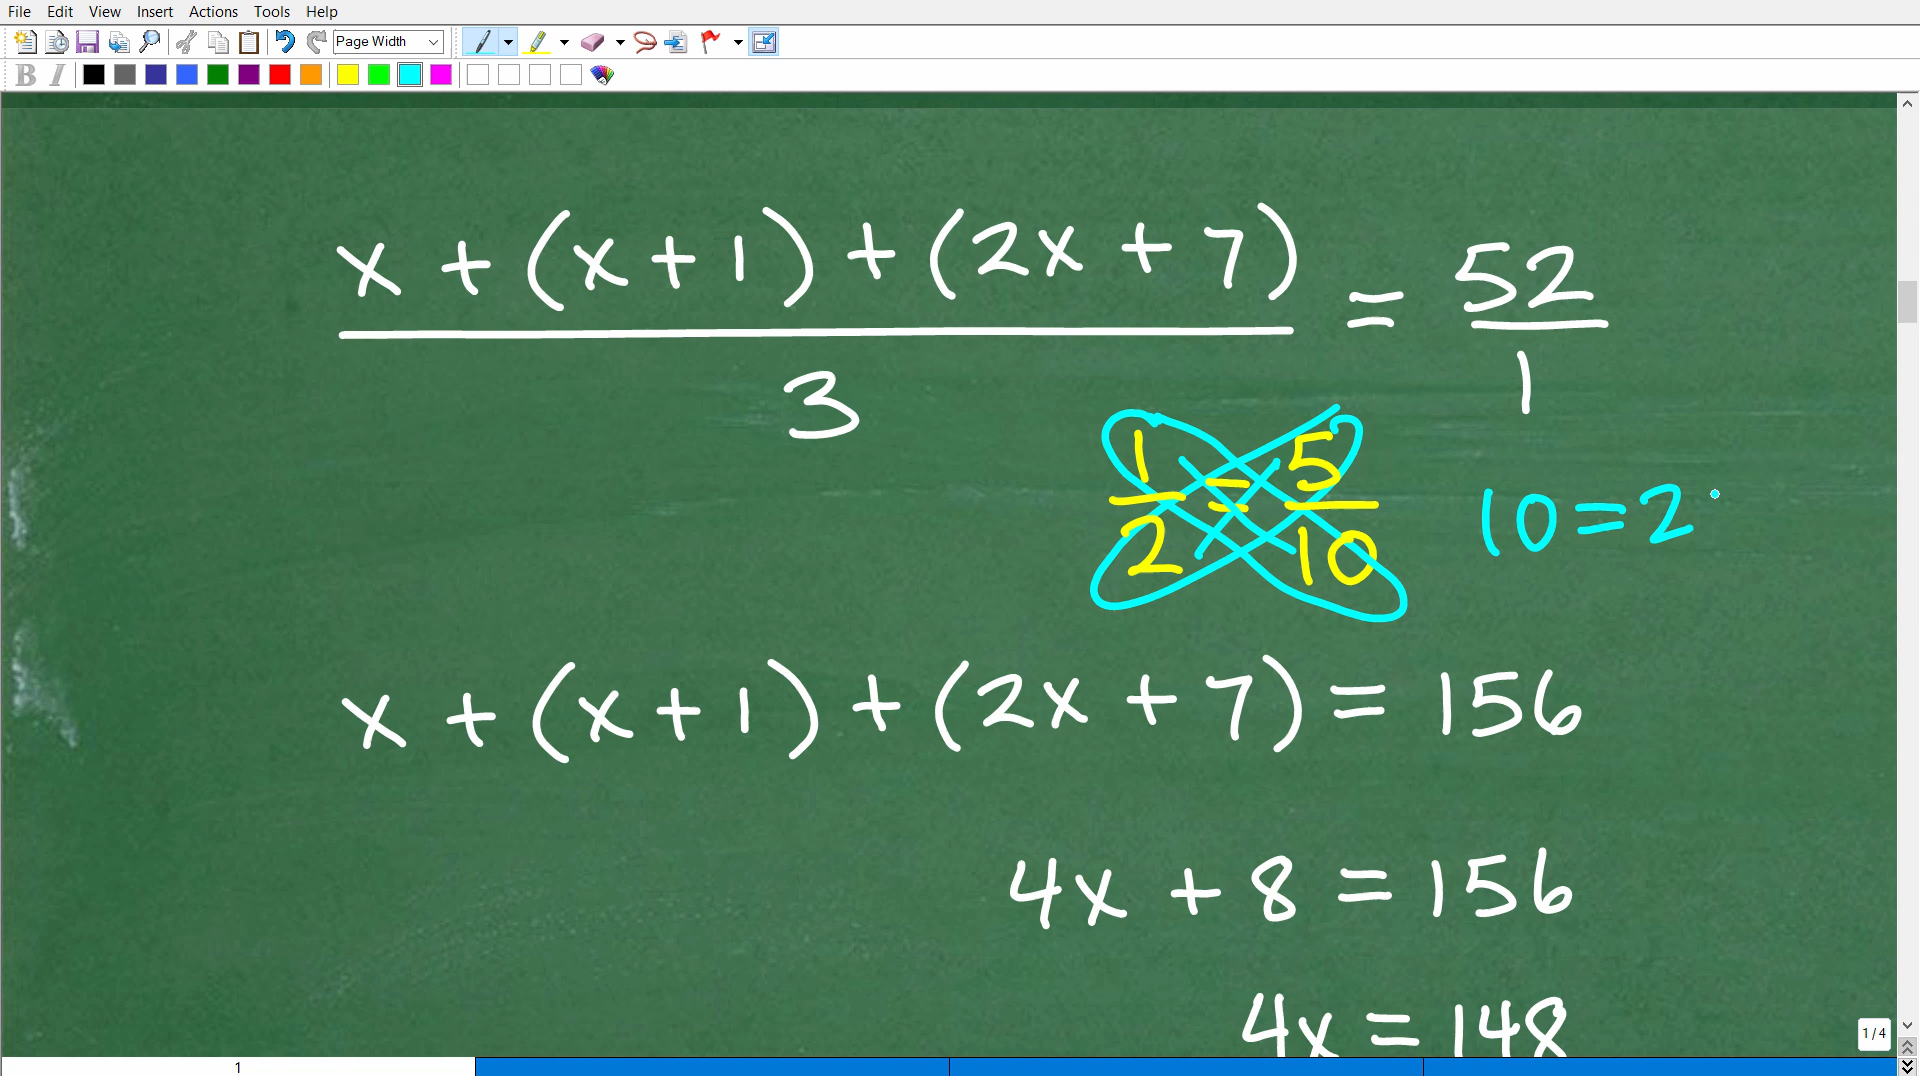 File Edit View Insert Actions Tools Help
Page Width
B I
x + (x + 1) + (2x + 7) = 52
3 1
1 = 5
2 10
10 = 2
x + (x + 1) + (2x + 7) = 156
4x + 8 = 156
4x = 148
1 / 4
1